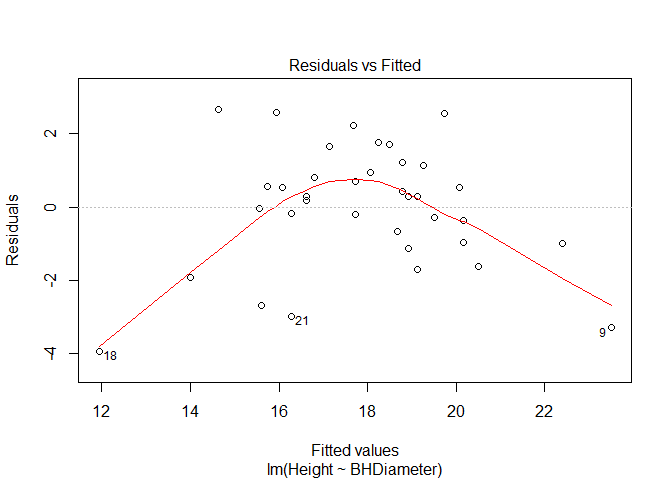 Residuals vs Fitted
Residuals
2
0
-2
-4
18
21
9
12 14 16 18 20 22
Fitted values
lm(Height ~ BHDiameter)